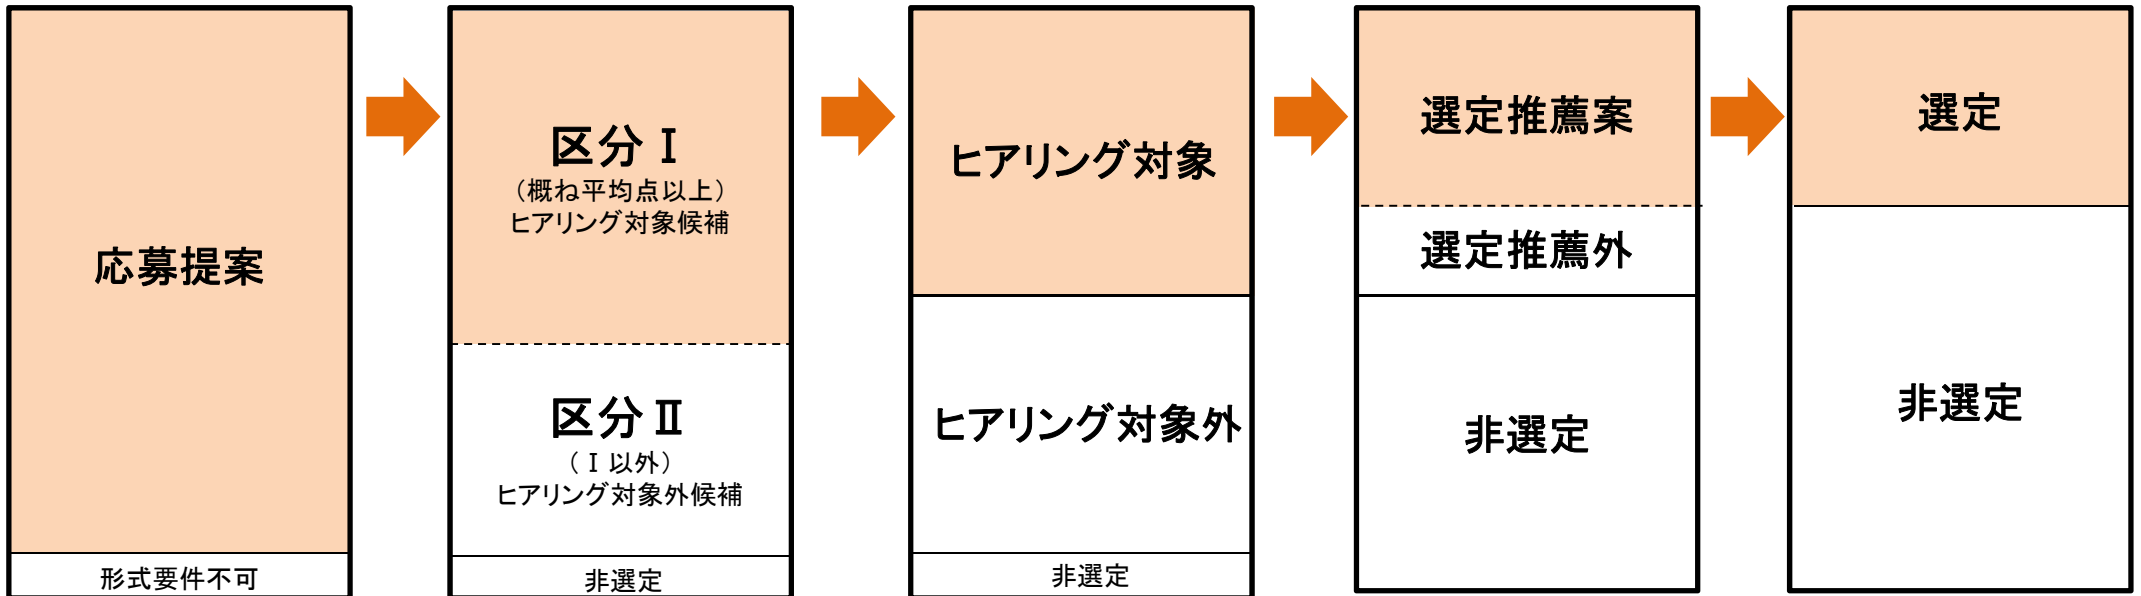 応募提案
形式要件不可
区分Ⅰ
（概ね平均点以上）
ヒアリング対象候補
区分Ⅱ
（Ⅰ以外）
ヒアリング対象外候補
非選定
ヒアリング対象
ヒアリング対象外
非選定
選定推薦案
選定推薦外
非選定
選定
非選定